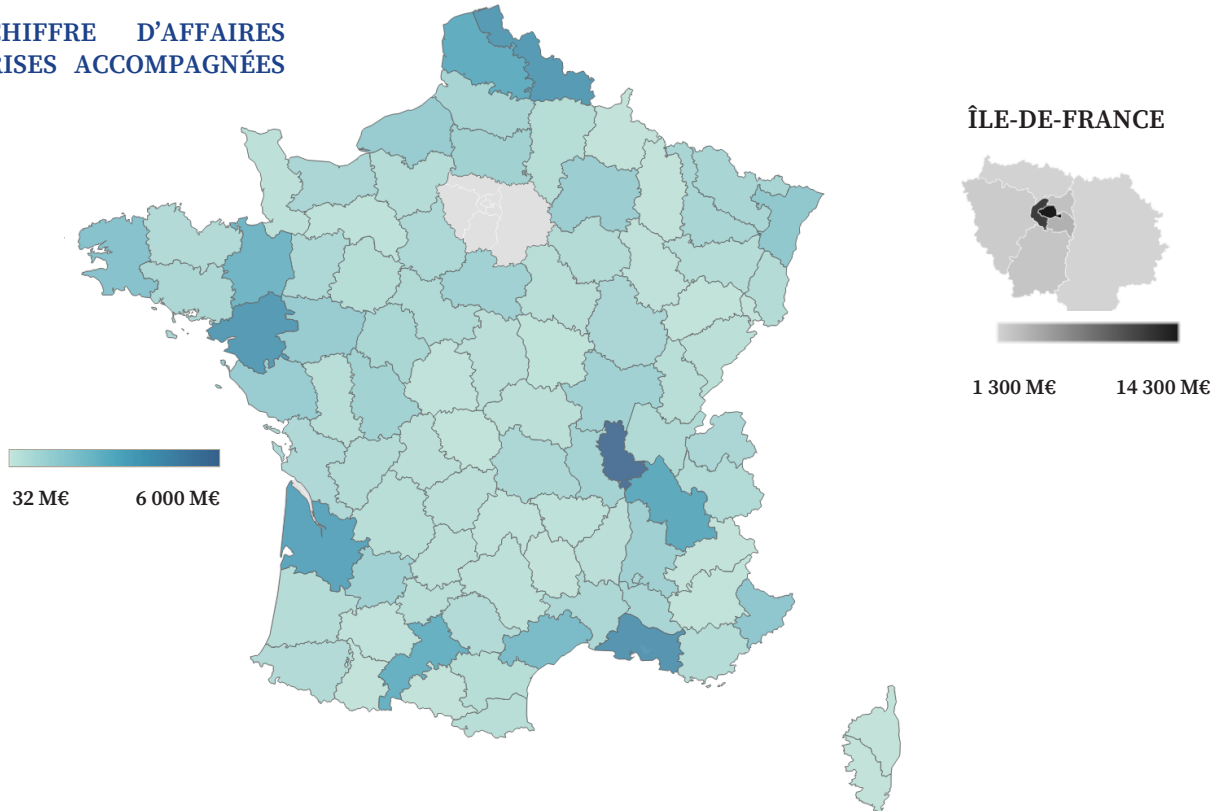 HIFFRE D'AFFAIRES
RISES ACCOMPAGNÉES
ÎLE-DE-FRANCE
1 300 M€ 14 300 M€
32 M€ 6 000 M€